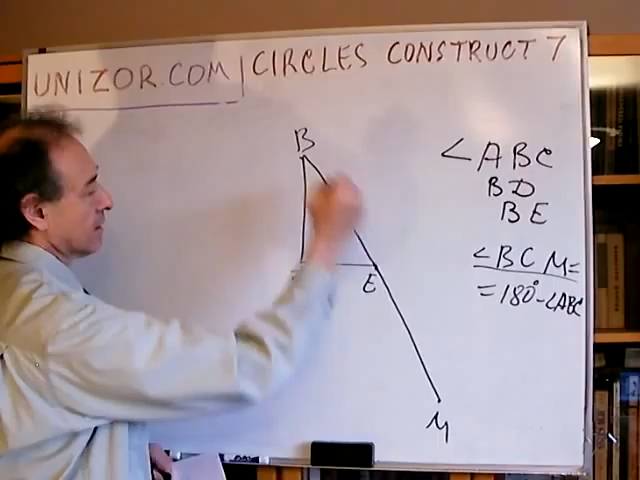 UNIZOR.COM | CIRCLES CONSTRUCT 7
B
∠ABC
BD
BE
∠BCM=
=180°-∠ABC
E
M